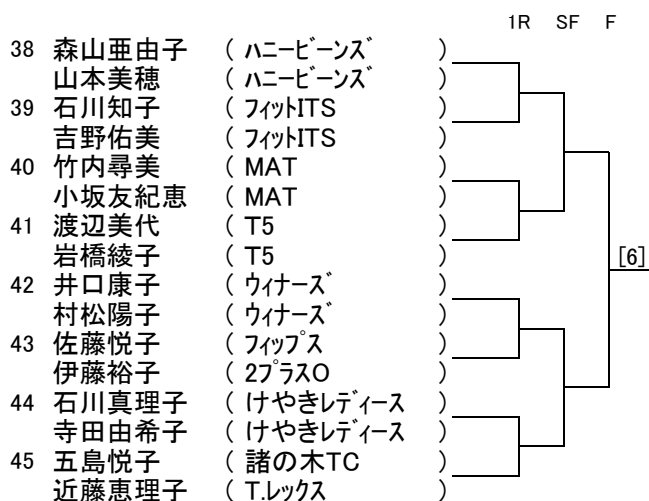 1R SF F
38 森山亜由子 ( ﾊﾆｰﾋﾞｰﾝｽﾞ )
山本美穂 ( ﾊﾆｰﾋﾞｰﾝｽﾞ )
39 石川知子 ( ﾌｨｯﾄITS )
吉野佑美 ( ﾌｨｯﾄITS )
40 竹内尋美 ( MAT )
小坂友紀恵 ( MAT )
41 渡辺美代 ( T5 )
岩橋綾子 ( T5 )
[6]
42 井口康子 ( ｳｨﾅｰｽﾞ )
村松陽子 ( ｳｨﾅｰｽﾞ )
43 佐藤悦子 ( ﾌｨｯﾌﾟｽ )
伊藤裕子 ( 2ﾌﾟﾗｽO )
44 石川真理子 ( けやきﾚﾃﾞｨｰｽ )
寺田由希子 ( けやきﾚﾃﾞｨｰｽ )
45 五島悦子 ( 諸の木TC )
近藤恵理子 ( T.ﾚｯｸｽ )